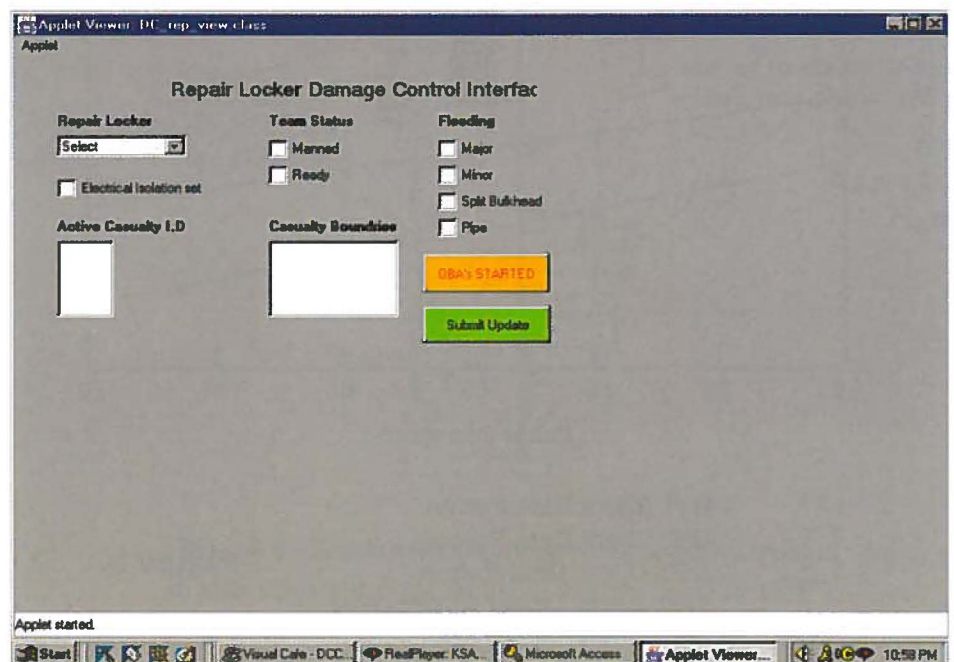 Applet Viewer: DC_rep_view.class
Applet
Repair Locker Damage Control Interfac
Repair Locker
Team Status
Flooding
Select
Manned
Major
Ready
Minor
Electrical Isolation set
Split Bulkhead
Pipe
Active Casualty I.D
Casualty Boundries
OBA's STARTED
Submit Update
Applet started.
Start
Visual Cafe - DCC...
RealPlayer: KSA...
Microsoft Access
Applet Viewer...
10:58 PM